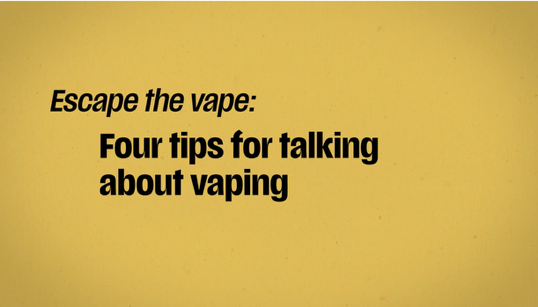 Escape the vape:
Four tips for talking
about vaping